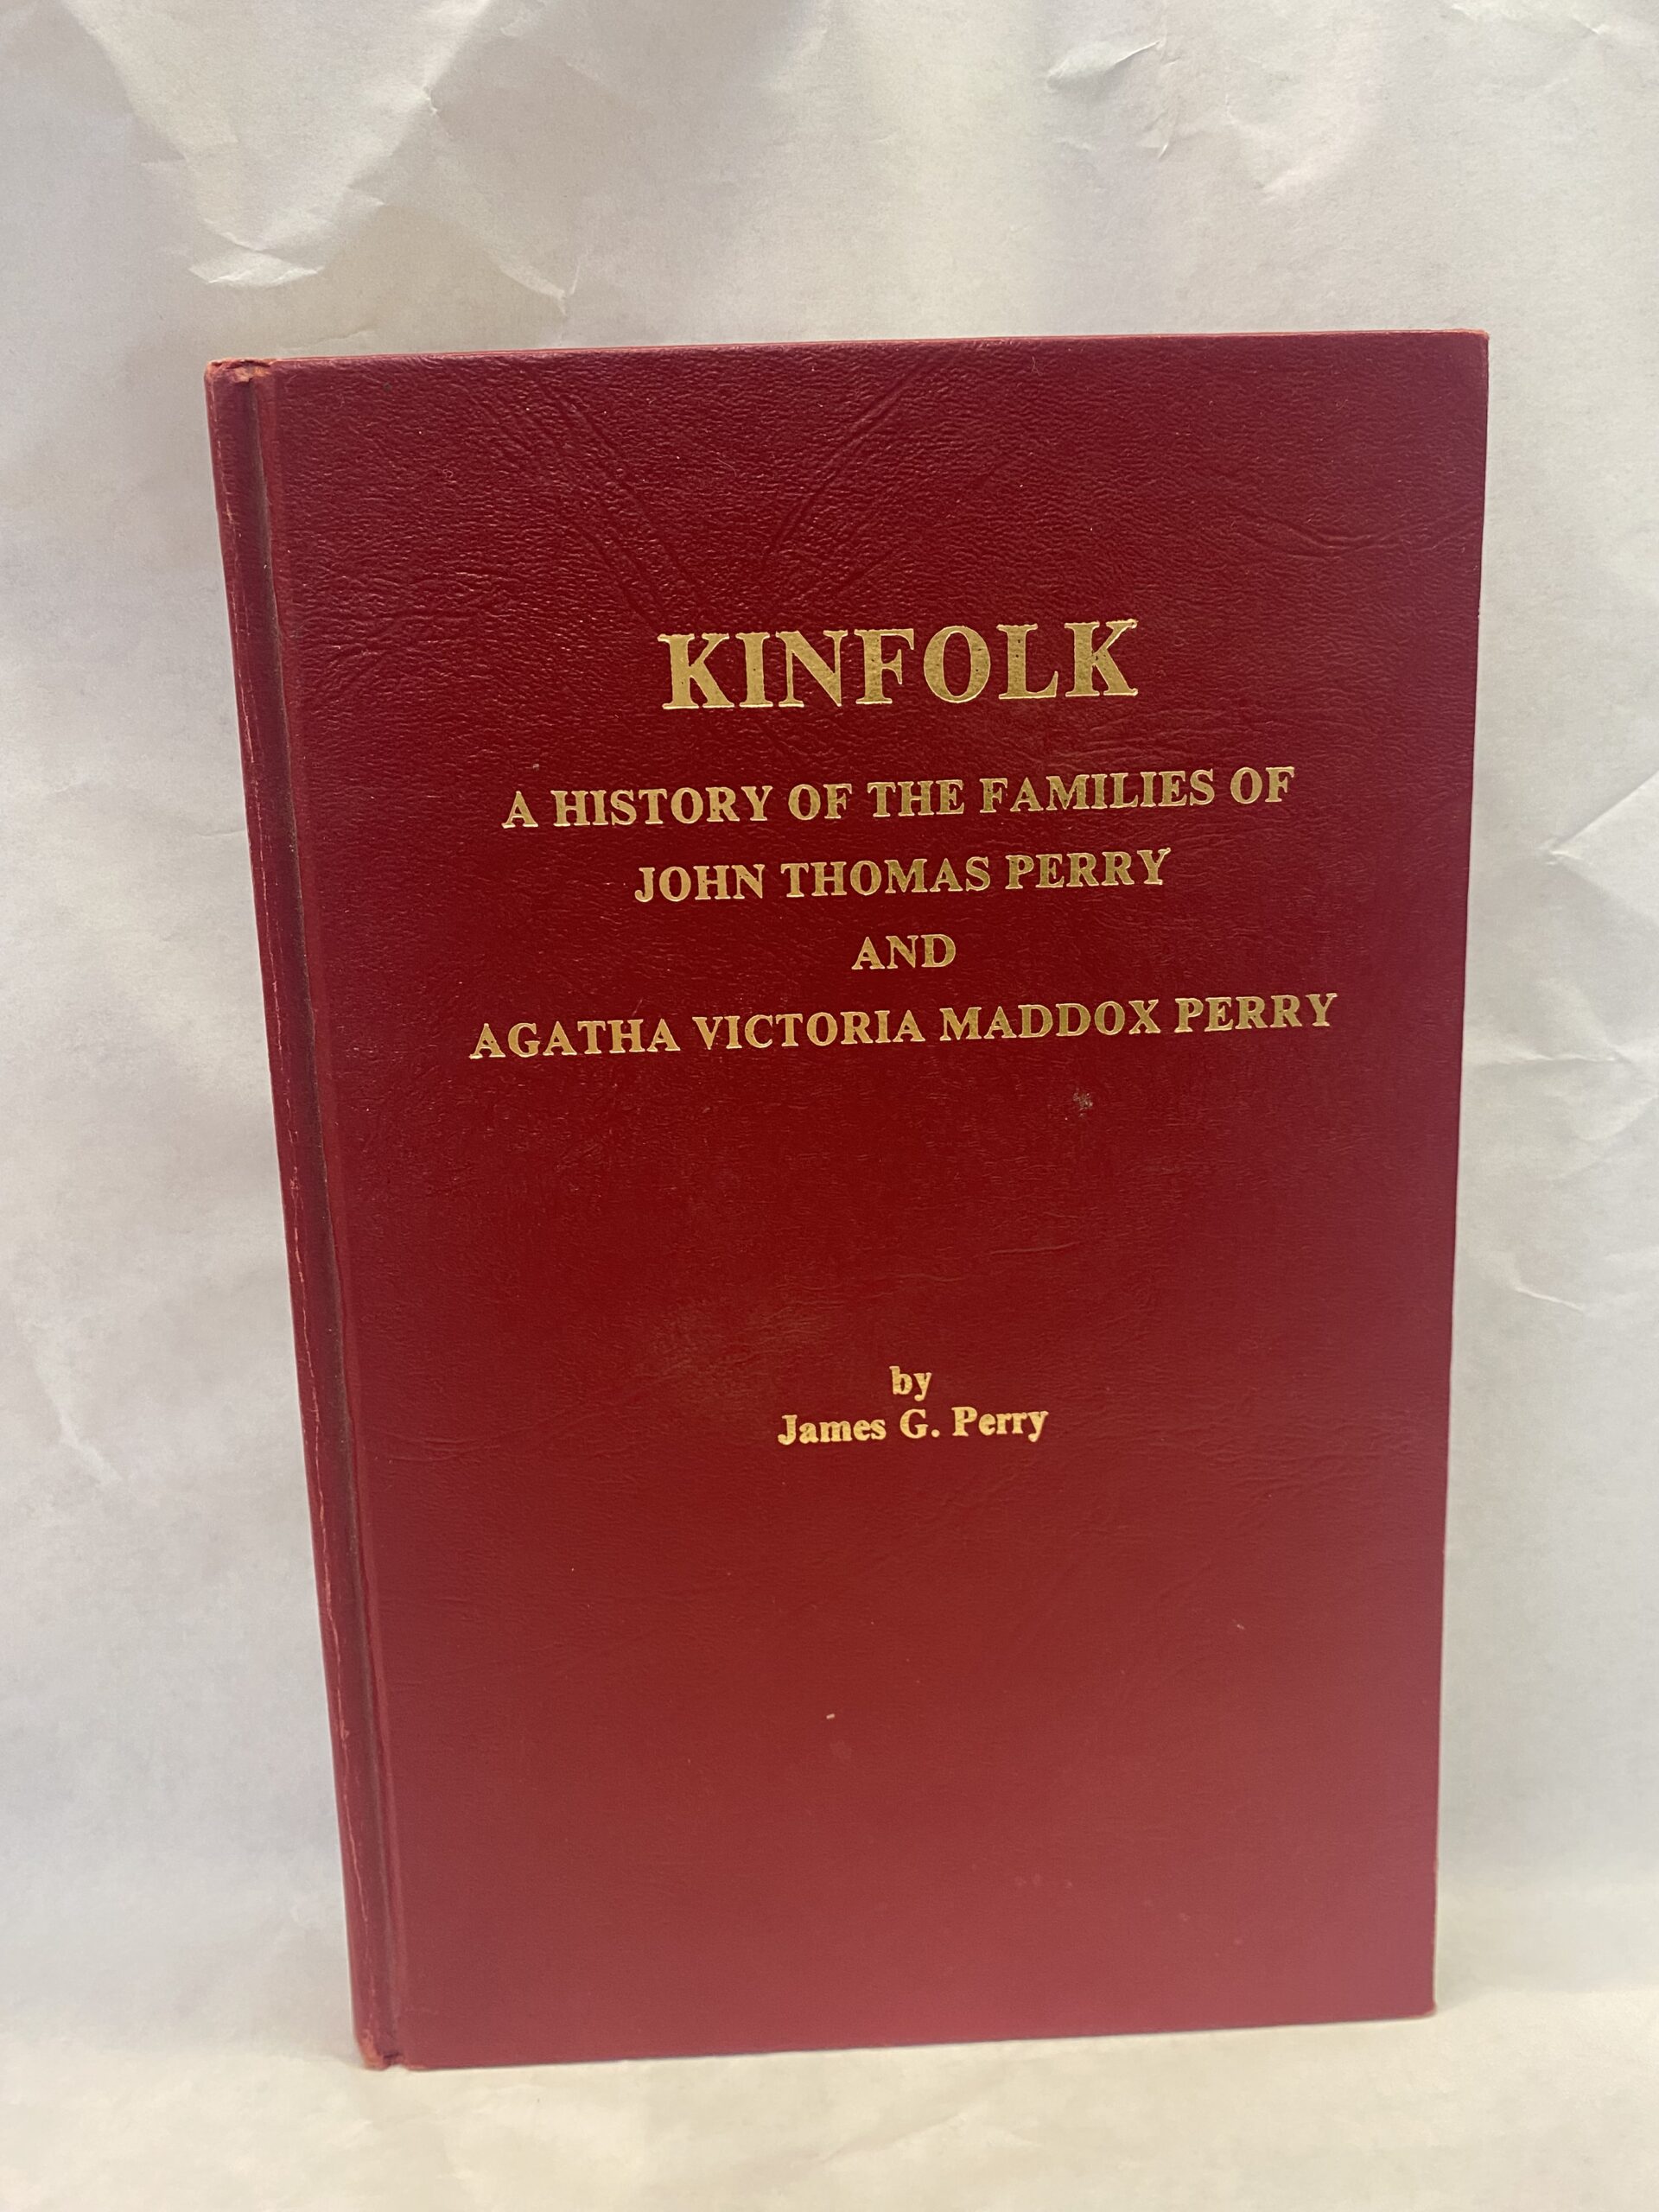 KINFOLK
A HISTORY OF THE FAMILIES OF
JOHN THOMAS PERRY
AND
AGATHA VICTORIA MADDOX PERRY
by
James G. Perry